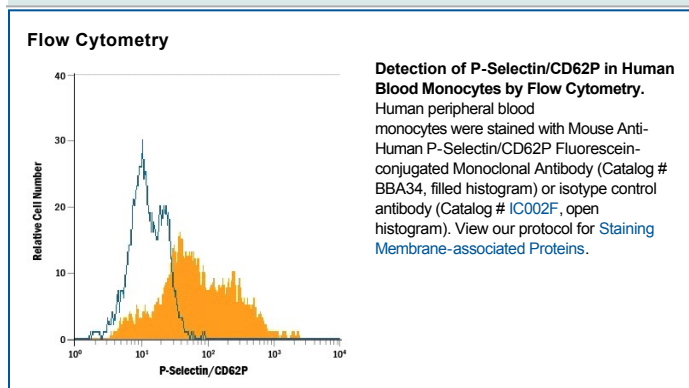 Flow Cytometry
40
30
20
10
0
Relative Cell Number
10⁰ 10¹ 10² 10³ 10⁴
P-Selectin/CD62P
Detection of P-Selectin/CD62P in Human
Blood Monocytes by Flow Cytometry.
Human peripheral blood
monocytes were stained with Mouse Anti-
Human P-Selectin/CD62P Fluorescein-
conjugated Monoclonal Antibody (Catalog #
BBA34, filled histogram) or isotype control
antibody (Catalog # IC002F, open
histogram). View our protocol for Staining
Membrane-associated Proteins.